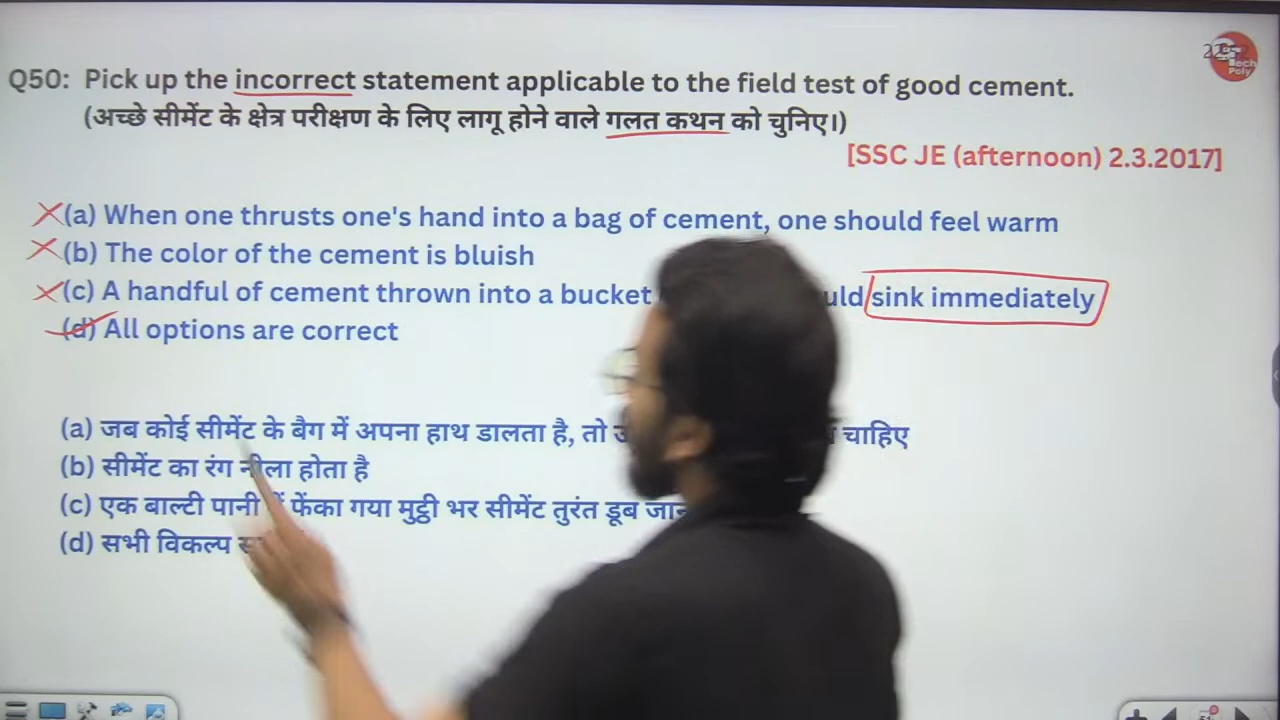 Q50: Pick up the incorrect statement applicable to the field test of good cement.
(अच्छे सीमेंट के क्षेत्र परीक्षण के लिए लागू होने वाले गलत कथन को चुनिए।)
[SSC JE (afternoon) 2.3.2017]
(a) When one thrusts one's hand into a bag of cement, one should feel warm
(b) The color of the cement is bluish
(c) A handful of cement thrown into a bucket sink immediately
(d) All options are correct
(a) जब कोई सीमेंट के बैग में अपना हाथ डालता है, तो चाहिए
(b) सीमेंट का रंग नीला होता है
(c) एक बाल्टी पानी फेंका गया मुट्ठी भर सीमेंट तुरंत डूब
(d) सभी विकल्प
Tech
Poly